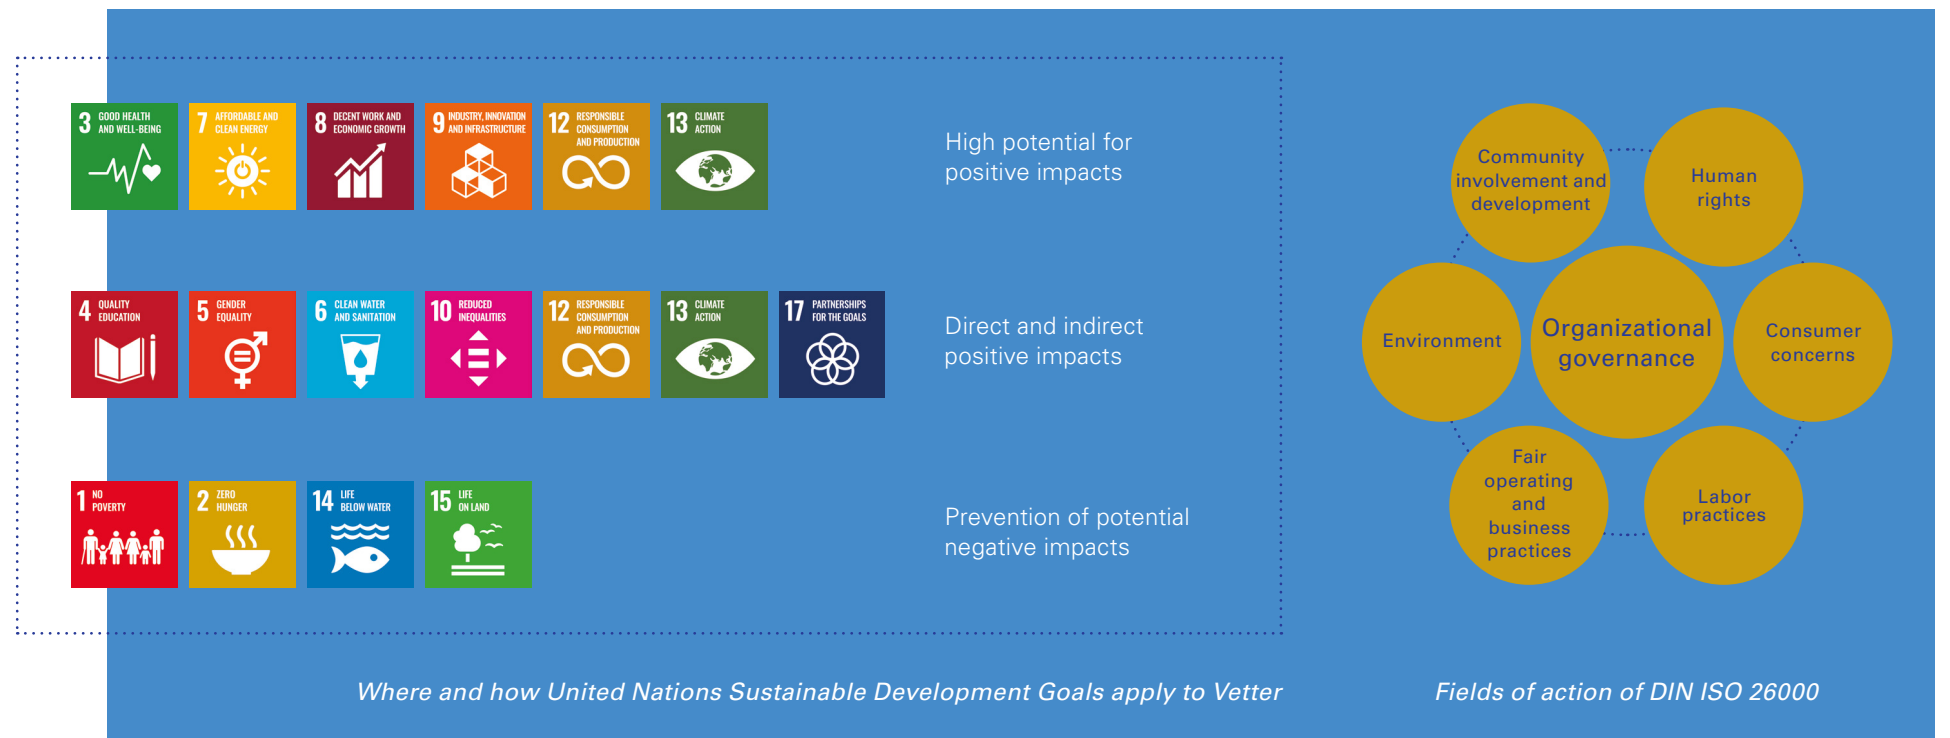 3 GOOD HEALTH
AND WELL-BEING
7 AFFORDABLE AND
CLEAN ENERGY
8 DECENT WORK AND
ECONOMIC GROWTH
9 INDUSTRY, INNOVATION
AND INFRASTRUCTURE
12 RESPONSIBLE
CONSUMPTION
AND PRODUCTION
13 CLIMATE
ACTION
High potential for
positive impacts
4 QUALITY
EDUCATION
5 GENDER
EQUALITY
6 CLEAN WATER
AND SANITATION
10 REDUCED
INEQUALITIES
12 RESPONSIBLE
CONSUMPTION
AND PRODUCTION
13 CLIMATE
ACTION
17 PARTNERSHIPS
FOR THE GOALS
Direct and indirect
positive impacts
1 NO
POVERTY
2 ZERO
HUNGER
14 LIFE
BELOW WATER
15 LIFE
ON LAND
Prevention of potential
negative impacts
Where and how United Nations Sustainable Development Goals apply to Vetter
Community
involvement and
development
Human
rights
Environment
Organizational
governance
Consumer
concerns
Fair
operating
and
business
practices
Labor
practices
Fields of action of DIN ISO 26000